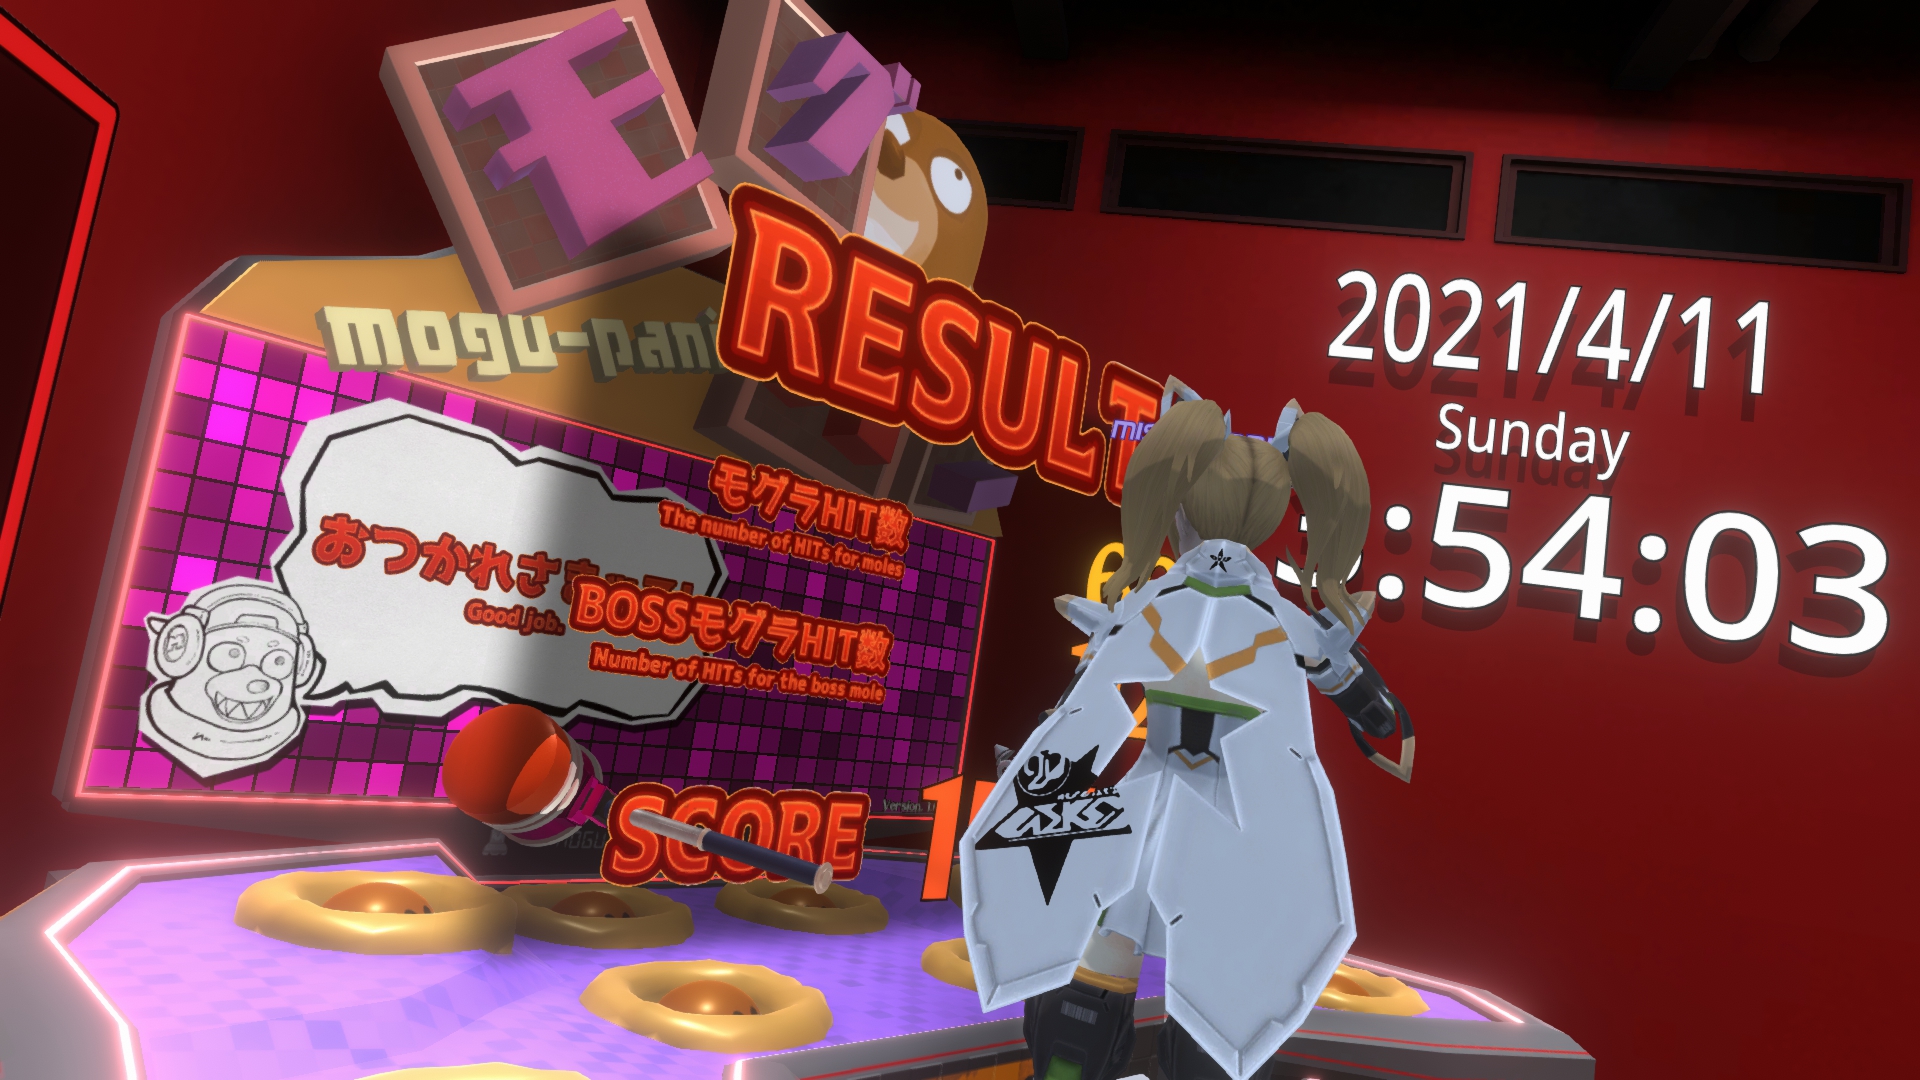 モグ
mogu-pani
RESULT
2021/4/11
Sunday
:54:03
モグラHIT数
The number of HITs for moles
おつかれさま
Good job.
BOSSモグラHIT数
Number of HITs for the boss mole
SCORE
Version.